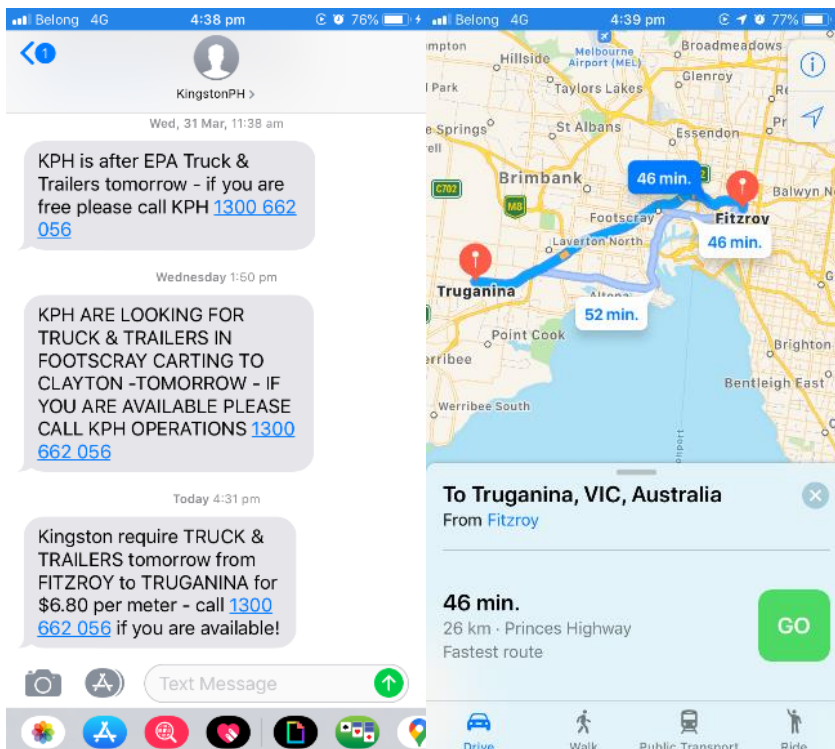 Belong 4G
4:38 pm
76%
1
KingstonPH >
Wed, 31 Mar, 11:38 am
KPH is after EPA Truck &
Trailers tomorrow - if you are
free please call KPH 1300 662
056
Wednesday 1:50 pm
KPH ARE LOOKING FOR
TRUCK & TRAILERS IN
FOOTSCRAY CARTING TO
CLAYTON -TOMORROW - IF
YOU ARE AVAILABLE PLEASE
CALL KPH OPERATIONS 1300
662 056
Today 4:31 pm
Kingston require TRUCK &
TRAILERS tomorrow from
FITZROY to TRUGANINA for
$6.80 per meter - call 1300
662 056 if you are available!
Text Message
Belong 4G
4:39 pm
77%
Hillside
Melbourne
Airport (MEL)
Broadmeadows
Park
Taylors Lakes
Glenroy
Springs
St Albans
Essendon
C702
Brimbank
46 min.
2
M8
Balwyn N
Footscray
Fitzroy
Laverton North
46 min.
Truganina
Altona
52 min.
Point Cook
Brighton
Bentleigh East
Werribee South
To Truganina, VIC, Australia
From Fitzroy
46 min.
26 km · Princes Highway
Fastest route
GO
Drive
Walk
Public Transport
Ride